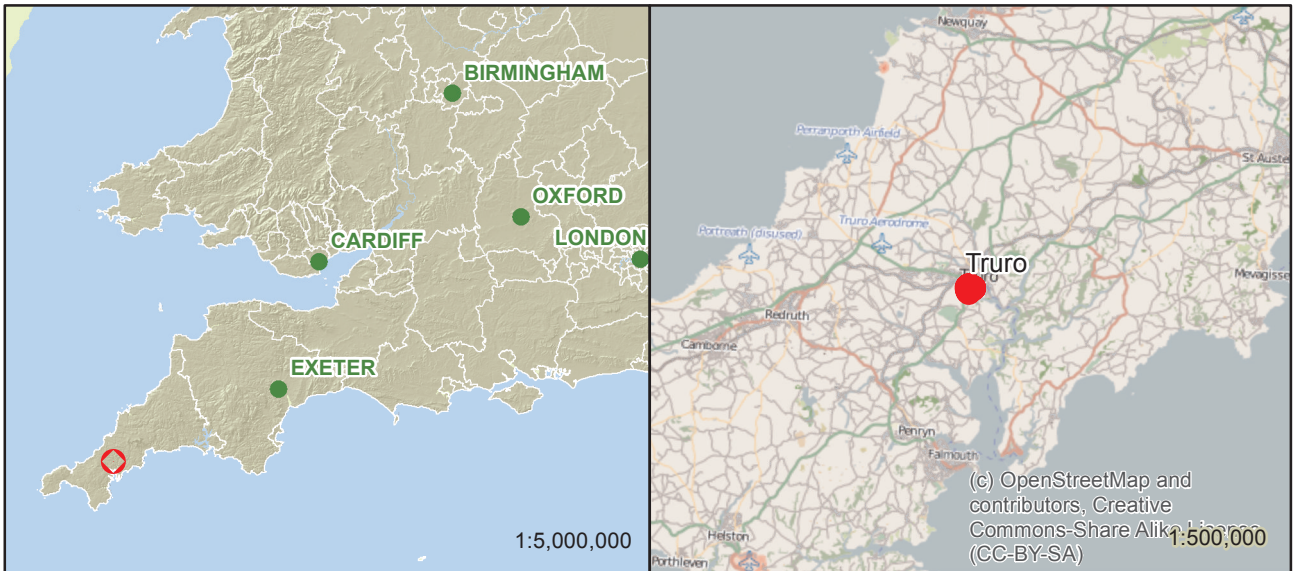 BIRMINGHAM
OXFORD
LONDON
CARDIFF
EXETER
1:5,000,000
Newquay
Perranporth Airfield
St Auste
Truro Aerodrome
Portreath (disused)
Truro
Truro
Mevagisse
Redruth
Camborne
Penryn
Falmouth
(c) OpenStreetMap and
contributors, Creative
Commons-Share Alike License
(CC-BY-SA)
1:500,000
Helston
Porthleven